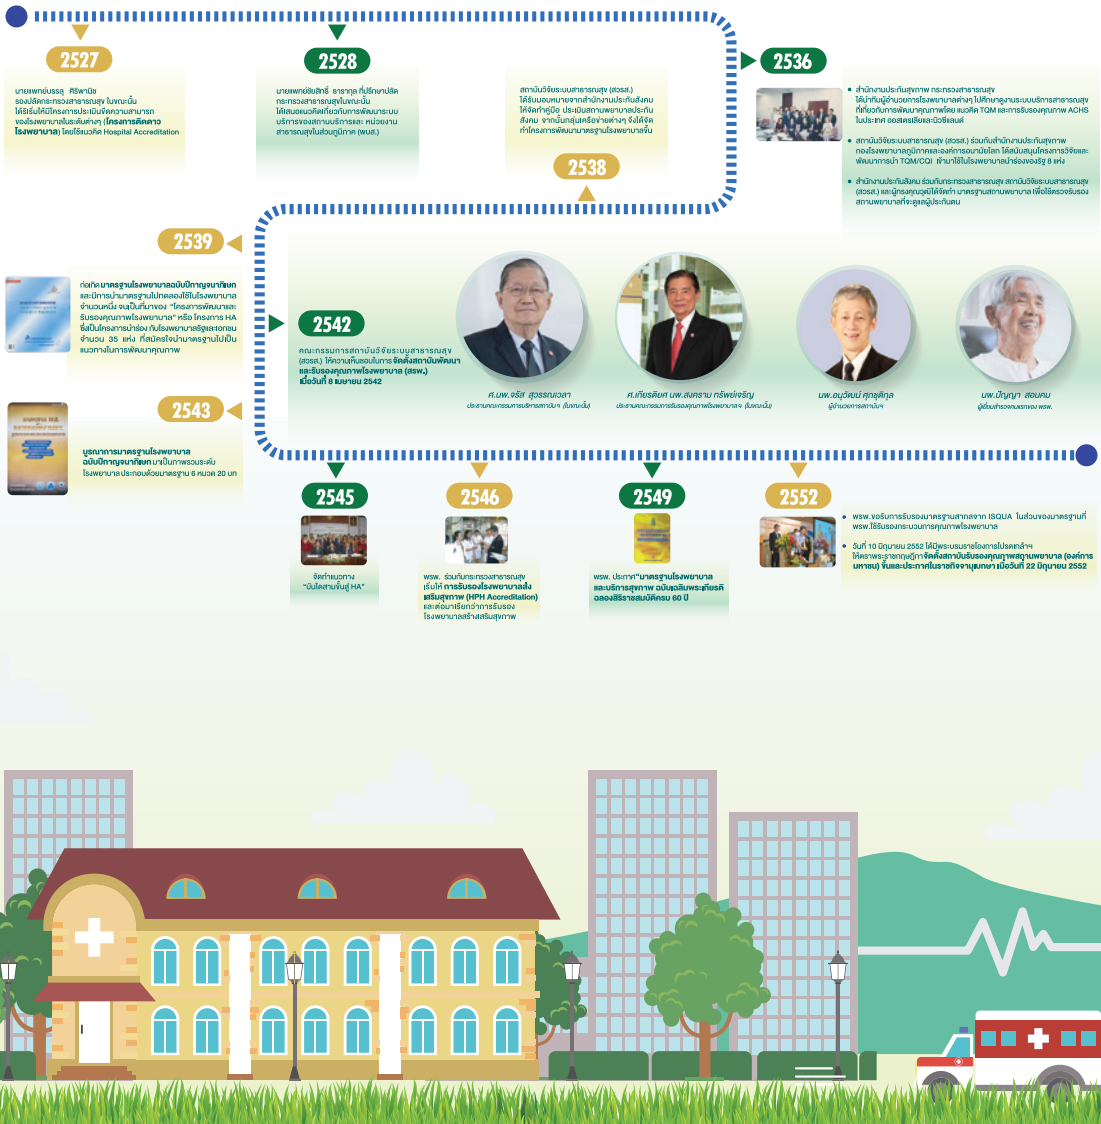 2527
นายแพทย์บรรลุ ศิริพานิช
รองปลัดกระทรวงสาธารณสุข ในขณะนั้น
ได้ริเริ่มให้มีโครงการประเมินขีดความสามารถ
ของโรงพยาบาลในระดับต่างๆ (โครงการติดดาว
โรงพยาบาล) โดยใช้แนวคิด Hospital Accreditation
2528
นายแพทย์ชัยสิทธิ์ ธารากุล ที่ปรึกษาปลัด
กระทรวงสาธารณสุขในขณะนั้น
ได้เสนอแนวคิดเกี่ยวกับการพัฒนาระบบ
บริการของสถานบริการและ หน่วยงาน
สาธารณสุขในส่วนภูมิภาค (พบส.)
2536
สำนักงานประกันสุขภาพ กระทรวงสาธารณสุข
ได้นำทีมผู้อำนวยการโรงพยาบาลต่างๆ ไปศึกษาดูงานระบบบริการสาธารณสุข
ที่เกี่ยวกับการพัฒนาคุณภาพโดย แนวคิด TQM และการรับรองคุณภาพ ACHS
ในประเทศ ออสเตรเลียและนิวซีแลนด์
สถาบันวิจัยระบบสาธารณสุข (สวรส.) ร่วมกับสำนักงานประกันสุขภาพ
กองโรงพยาบาลภูมิภาคและองค์การอนามัยโลก ได้สนับสนุนโครงการวิจัยและ
พัฒนาการนำ TQM/CQI เข้ามาใช้ในโรงพยาบาลนำร่องของรัฐ 8 แห่ง
สำนักงานประกันสังคม ร่วมกับกระทรวงสาธารณสุข สถาบันวิจัยระบบสาธารณสุข
(สวรส.) และผู้ทรงคุณวุฒิได้จัดทำ มาตรฐานสถานพยาบาล เพื่อใช้ตรวจรับรอง
สถานพยาบาลที่จะดูแลผู้ประกันตน
สถาบันวิจัยระบบสาธารณสุข (สวรส.)
ได้รับมอบหมายจากสำนักงานประกันสังคม
ให้จัดทำคู่มือ ประเมินสถานพยาบาลประกัน
สังคม จากนั้นกลุ่มเครือข่ายต่างๆ จึงได้จัด
ทำโครงการพัฒนามาตรฐานโรงพยาบาลขึ้น
2538
2539
ก่อเกิด มาตรฐานโรงพยาบาลฉบับปีกาญจนาภิเษก
และมีการนำมาตรฐานไปทดลองใช้ในโรงพยาบาล
จำนวนหนึ่ง จนเป็นที่มาของ "โครงการพัฒนาและ
รับรองคุณภาพโรงพยาบาล" หรือ โครงการ HA
ซึ่งเป็นโครงการนำร่อง กับโรงพยาบาลรัฐและเอกชน
จำนวน 35 แห่ง ที่สมัครใจนำมาตรฐานไปเป็น
แนวทางในการพัฒนาคุณภาพ
2542
คณะกรรมการสถาบันวิจัยระบบสาธารณสุข
(สวรส.) ให้ความเห็นชอบในการ จัดตั้งสถาบันพัฒนา
และรับรองคุณภาพโรงพยาบาล (สรพ.)
เมื่อวันที่ 8 เมษายน 2542
ศ.นพ.จรัส สุวรรณเวลา
ประธานคณะกรรมการบริหารสถาบันฯ (ในขณะนั้น)
ศ.เกียรติยศ นพ.สงคราม ทรัพย์เจริญ
ประธานคณะกรรมการรับรองคุณภาพโรงพยาบาลฯ (ในขณะนั้น)
นพ.อนุวัฒน์ ศุภชุติกุล
ผู้อำนวยการสถาบันฯ
นพ.ปัญญา สอนคม
ผู้เยี่ยมสำรวจคนแรกของ พรพ.
2543
บูรณาการมาตรฐานโรงพยาบาล
ฉบับปีกาญจนาภิเษก มาเป็นภาพรวมระดับ
โรงพยาบาล ประกอบด้วยมาตรฐาน 6 หมวด 20 บท
2545
จัดทำแนวทาง
"บันไดสามขั้นสู่ HA"
2546
พรพ. ร่วมกับกระทรวงสาธารณสุข
เริ่มให้ การรับรองโรงพยาบาลส่ง
เสริมสุขภาพ (HPH Accreditation)
และต่อมาเรียกว่าการรับรอง
โรงพยาบาลสร้างเสริมสุขภาพ
2549
พรพ. ประกาศ"มาตรฐานโรงพยาบาล
และบริการสุขภาพ ฉบับเฉลิมพระเกียรติ
ฉลองสิริราชสมบัติครบ 60 ปี
2552
พรพ.ขอรับการรับรองมาตรฐานสากลจาก ISQUA ในส่วนของมาตรฐานที่
พรพ.ใช้รับรองกระบวนการคุณภาพโรงพยาบาล
วันที่ 10 มิถุนายน 2552 ได้มีพระบรมราชโองการโปรดเกล้าฯ
ให้ตราพระราชกฤษฎีกาจัดตั้งสถาบันรับรองคุณภาพสถานพยาบาล (องค์การ
มหาชน) ขึ้นและประกาศในราชกิจจานุเบกษา เมื่อวันที่ 22 มิถุนายน 2552